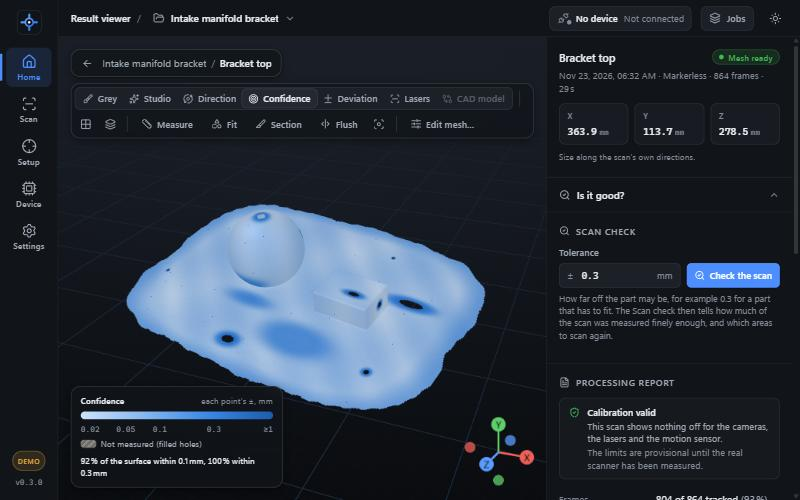 Result viewer / Intake manifold bracket
No device Not connected
Jobs
Home
Scan
Setup
Device
Settings
DEMO
v0.3.0
Intake manifold bracket / Bracket top
Grey Studio Direction Confidence Deviation Lasers CAD model
Measure Fit Section Flush Edit mesh...
Confidence each point's ±, mm
0.02 0.05 0.1 0.3 ≥1
Not measured (filled holes)
92% of the surface within 0.1 mm, 100% within
0.3 mm
Y
X
Z
Bracket top
Mesh ready
Nov 23, 2026, 06:32 AM · Markerless · 864 frames ·
29 s
X Y Z
363.9 mm 113.7 mm 278.5 mm
Size along the scan's own directions.
Is it good?
SCAN CHECK
Tolerance
± 0.3 mm
Check the scan
How far off the part may be, for example 0.3 for a part
that has to fit. The Scan check then tells how much of
the scan was measured finely enough, and which areas
to scan again.
PROCESSING REPORT
Calibration valid
This scan shows nothing off for the cameras,
the lasers and the motion sensor.
The limits are provisional until the real
scanner has been measured.
Frames 804 of 864 tracked (93%)